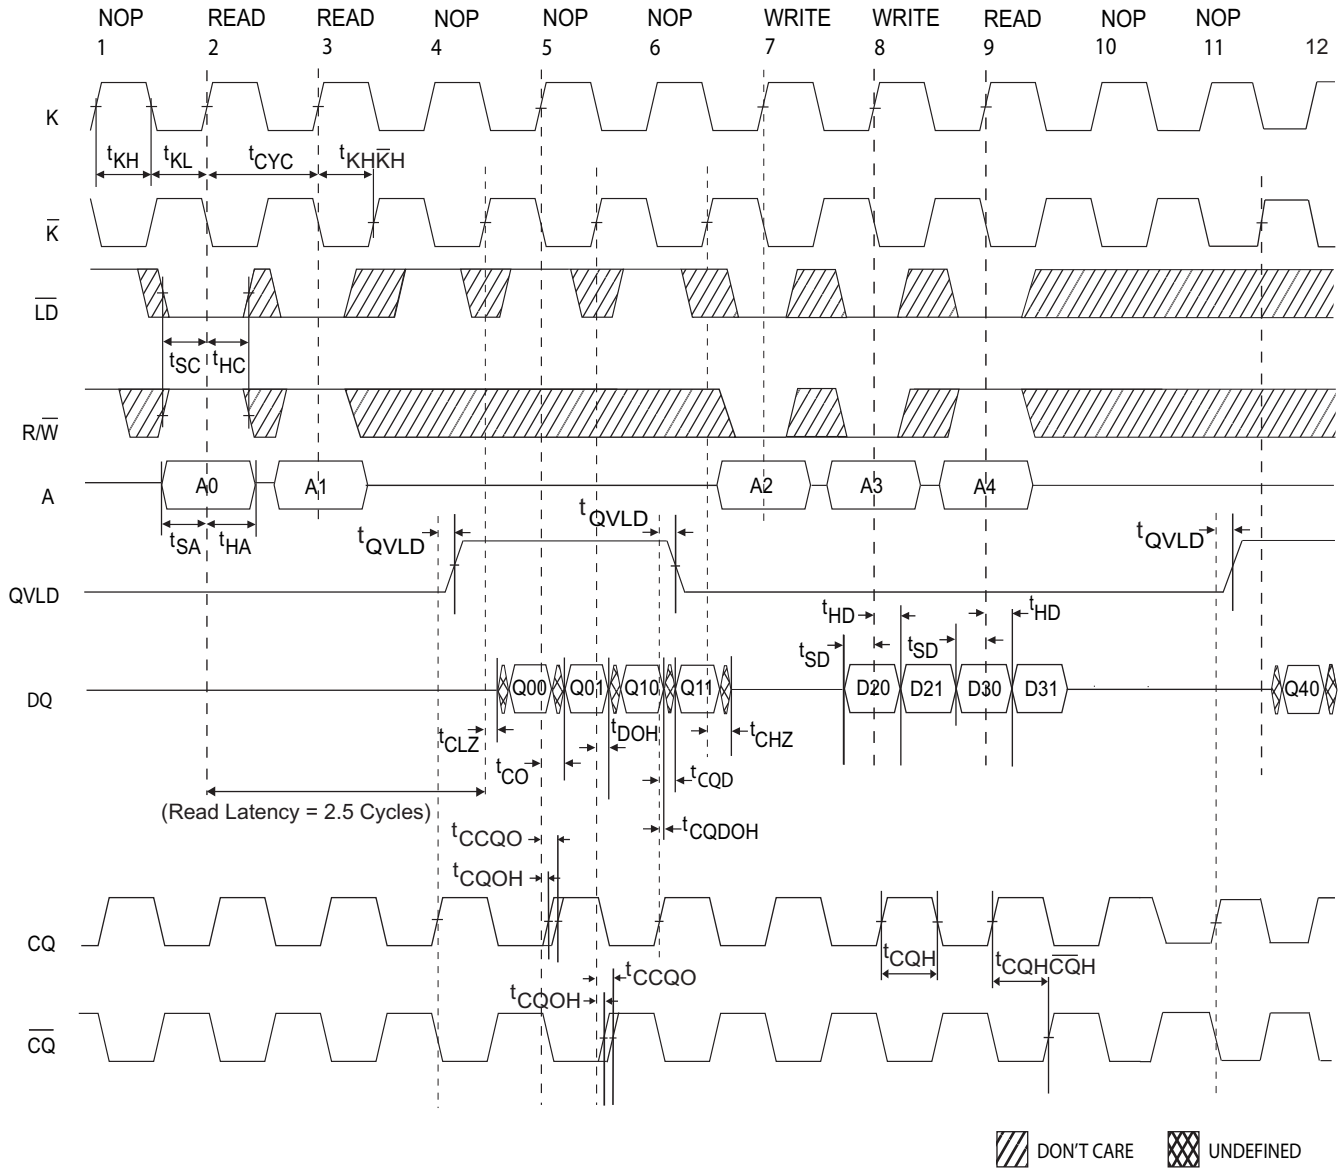 NOP READ READ NOP NOP NOP WRITE WRITE READ NOP NOP
1 2 3 4 5 6 7 8 9 10 11 12
K
tKH tKL tCYC tKHK̅H
K̅
L̅D̅
tSC tHC
R/W̅
A A0 A1 A2 A3 A4
tSA tHA tQVLD tQVLD tQVLD
QVLD
tHD tHD
tSD tSD
DQ Q00 Q01 Q10 Q11 D20 D21 D30 D31 Q40
tCLZ tDOH tCHZ
tCO tCQD
(Read Latency = 2.5 Cycles)
tCQDOH
tCCQO
tCQOH
CQ
tCQH tCQHC̅Q̅H
tCCQO
tCQOH
C̅Q̅
DON'T CARE UNDEFINED